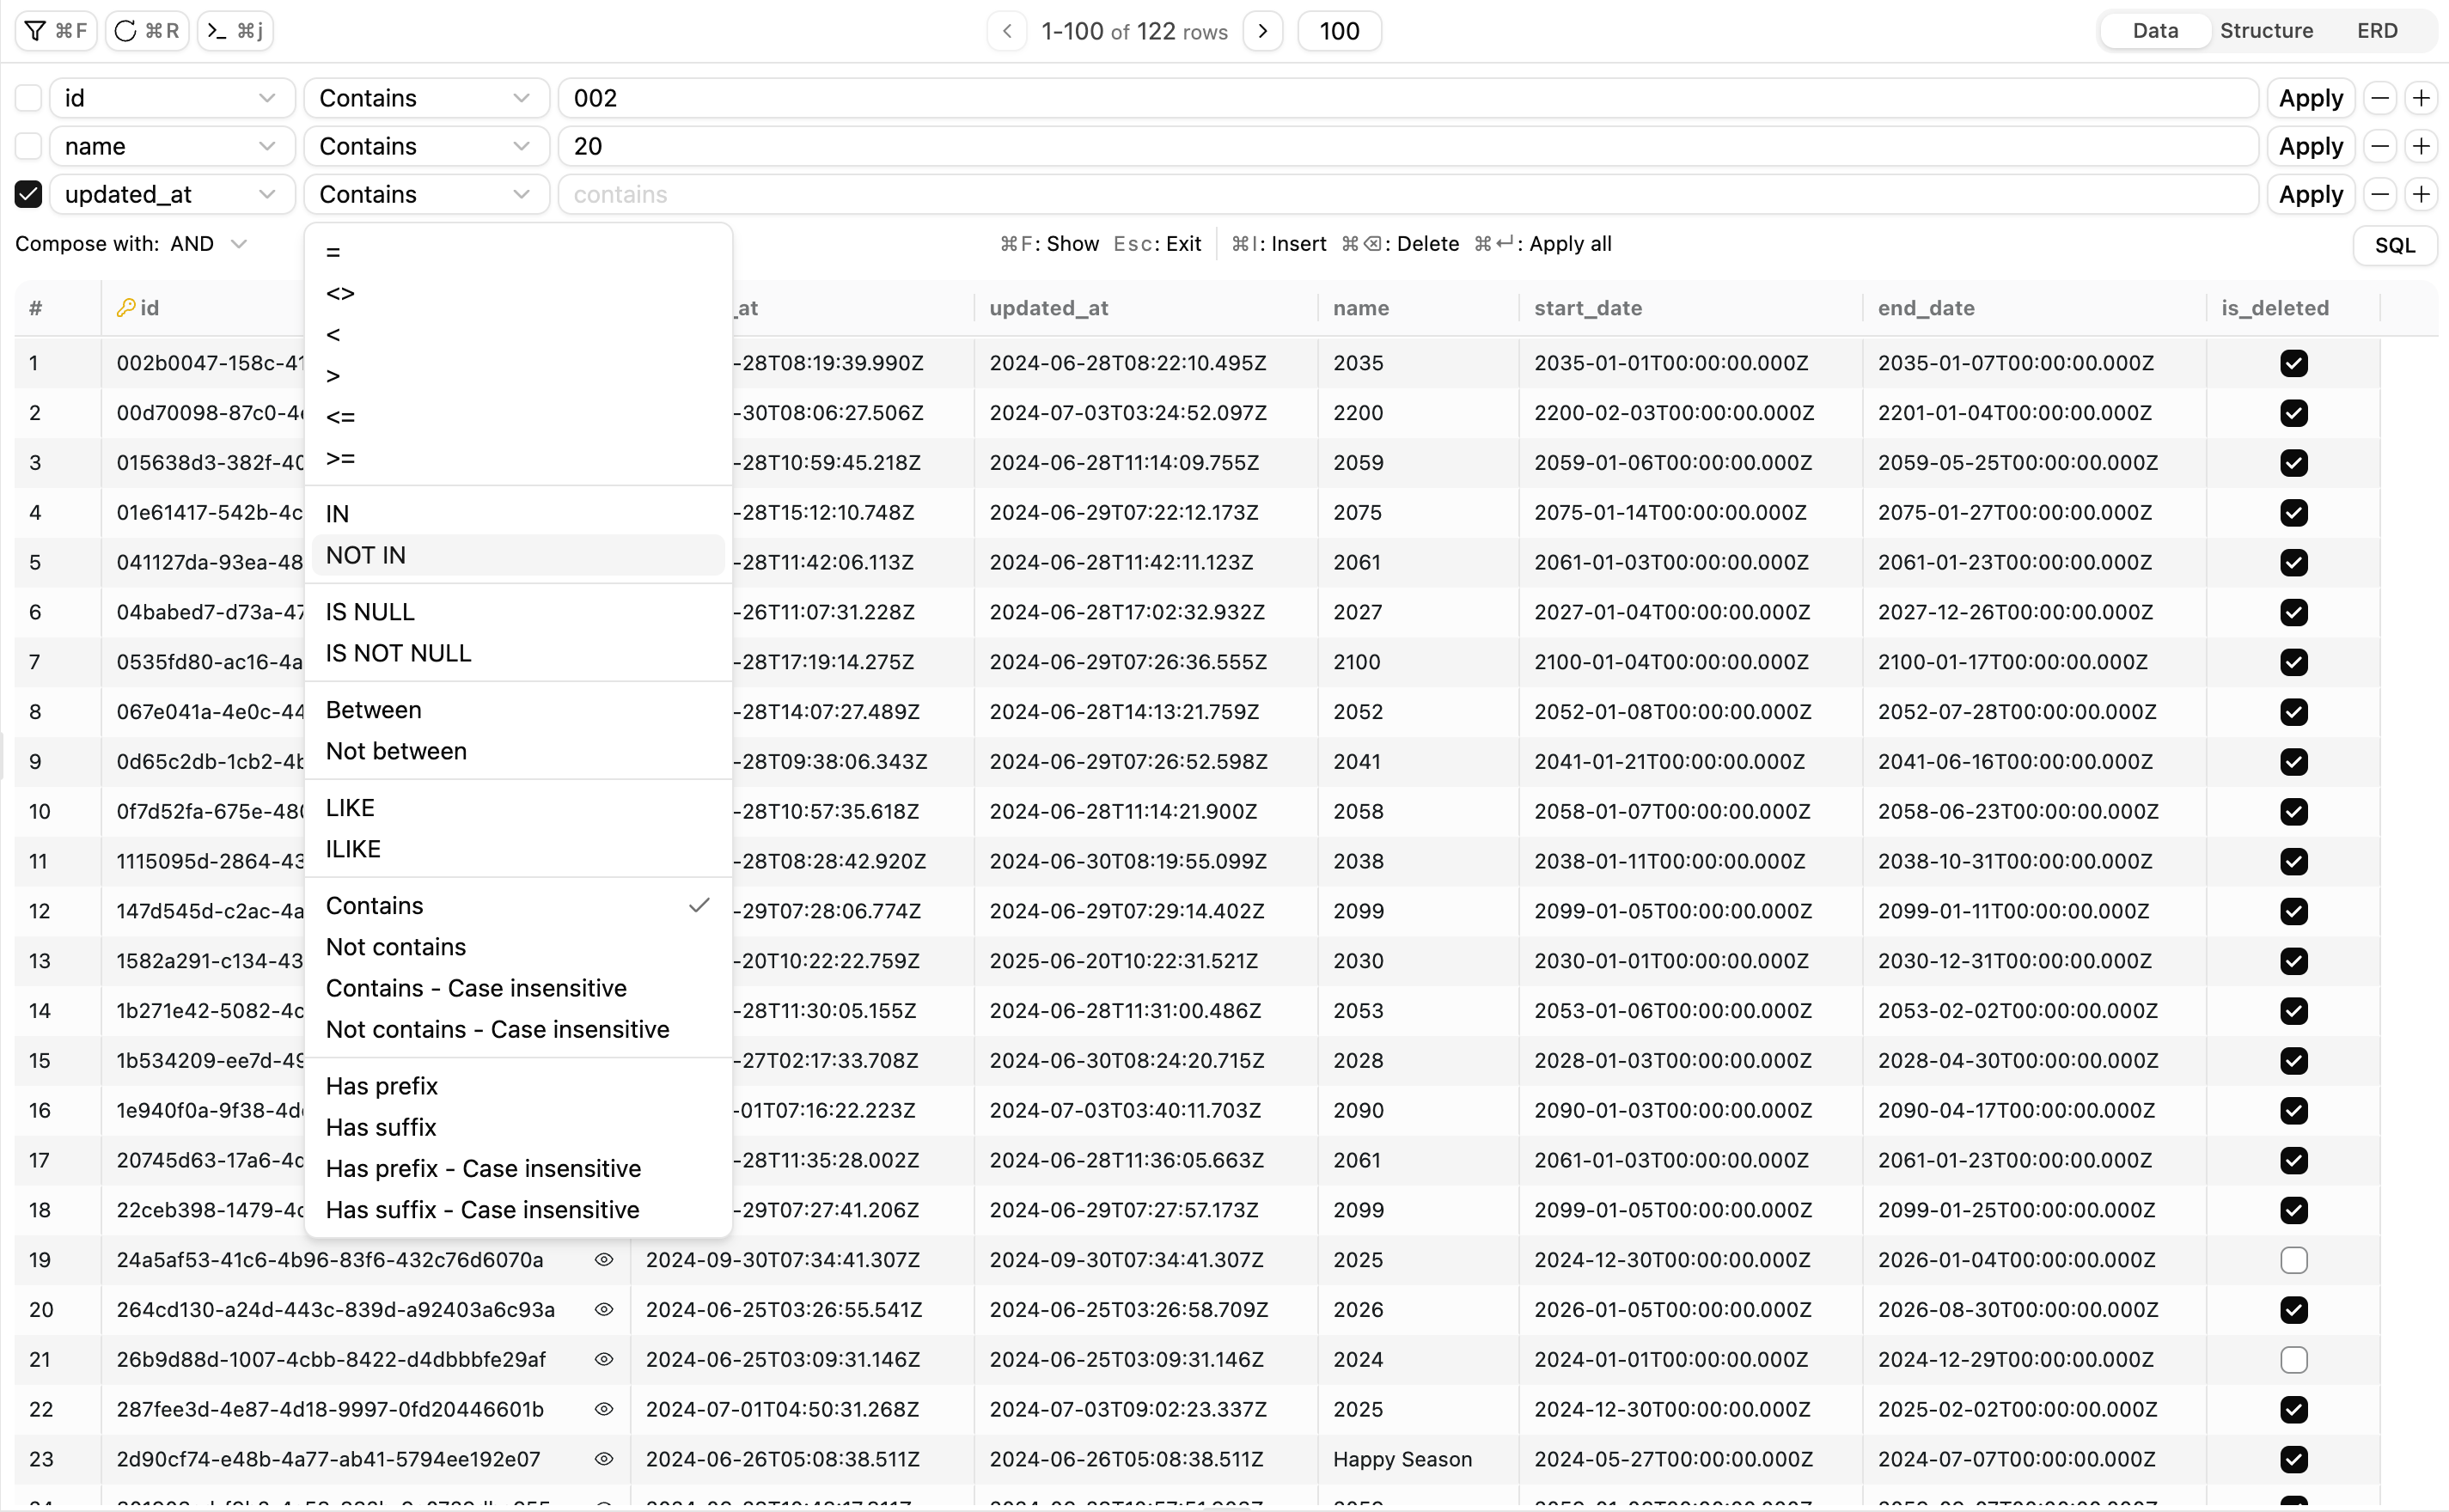 ⌘F ⌘R ⌘j 1-100 of 122 rows 100 Data Structure ERD
id Contains 002 Apply
name Contains 20 Apply
updated_at Contains contains Apply
Compose with: AND ⌘F: Show Esc: Exit ⌘I: Insert ⌘⌫: Delete ⌘↵: Apply all SQL
=
<>
<
>
<=
>=
IN
NOT IN
IS NULL
IS NOT NULL
Between
Not between
LIKE
ILIKE
Contains
Not contains
Contains - Case insensitive
Not contains - Case insensitive
Has prefix
Has suffix
Has prefix - Case insensitive
Has suffix - Case insensitive
# id _at updated_at name start_date end_date is_deleted
1 002b0047-158c-41 -28T08:19:39.990Z 2024-06-28T08:22:10.495Z 2035 2035-01-01T00:00:00.000Z 2035-01-07T00:00:00.000Z
2 00d70098-87c0-4 -30T08:06:27.506Z 2024-07-03T03:24:52.097Z 2200 2200-02-03T00:00:00.000Z 2201-01-04T00:00:00.000Z
3 015638d3-382f-40 -28T10:59:45.218Z 2024-06-28T11:14:09.755Z 2059 2059-01-06T00:00:00.000Z 2059-05-25T00:00:00.000Z
4 01e61417-542b-4c -28T15:12:10.748Z 2024-06-29T07:22:12.173Z 2075 2075-01-14T00:00:00.000Z 2075-01-27T00:00:00.000Z
5 041127da-93ea-48 -28T11:42:06.113Z 2024-06-28T11:42:11.123Z 2061 2061-01-03T00:00:00.000Z 2061-01-23T00:00:00.000Z
6 04babed7-d73a-47 -26T11:07:31.228Z 2024-06-28T17:02:32.932Z 2027 2027-01-04T00:00:00.000Z 2027-12-26T00:00:00.000Z
7 0535fd80-ac16-4a -28T17:19:14.275Z 2024-06-29T07:26:36.555Z 2100 2100-01-04T00:00:00.000Z 2100-01-17T00:00:00.000Z
8 067e041a-4e0c-44 -28T14:07:27.489Z 2024-06-28T14:13:21.759Z 2052 2052-01-08T00:00:00.000Z 2052-07-28T00:00:00.000Z
9 0d65c2db-1cb2-4b -28T09:38:06.343Z 2024-06-29T07:26:52.598Z 2041 2041-01-21T00:00:00.000Z 2041-06-16T00:00:00.000Z
10 0f7d52fa-675e-480 -28T10:57:35.618Z 2024-06-28T11:14:21.900Z 2058 2058-01-07T00:00:00.000Z 2058-06-23T00:00:00.000Z
11 1115095d-2864-43 -28T08:28:42.920Z 2024-06-30T08:19:55.099Z 2038 2038-01-11T00:00:00.000Z 2038-10-31T00:00:00.000Z
12 147d545d-c2ac-4a -29T07:28:06.774Z 2024-06-29T07:29:14.402Z 2099 2099-01-05T00:00:00.000Z 2099-01-11T00:00:00.000Z
13 1582a291-c134-43 -20T10:22:22.759Z 2025-06-20T10:22:31.521Z 2030 2030-01-01T00:00:00.000Z 2030-12-31T00:00:00.000Z
14 1b271e42-5082-4c -28T11:30:05.155Z 2024-06-28T11:31:00.486Z 2053 2053-01-06T00:00:00.000Z 2053-02-02T00:00:00.000Z
15 1b534209-ee7d-49 -27T02:17:33.708Z 2024-06-30T08:24:20.715Z 2028 2028-01-03T00:00:00.000Z 2028-04-30T00:00:00.000Z
16 1e940f0a-9f38-4d -01T07:16:22.223Z 2024-07-03T03:40:11.703Z 2090 2090-01-03T00:00:00.000Z 2090-04-17T00:00:00.000Z
17 20745d63-17a6-4c -28T11:35:28.002Z 2024-06-28T11:36:05.663Z 2061 2061-01-03T00:00:00.000Z 2061-01-23T00:00:00.000Z
18 22ceb398-1479-4c -29T07:27:41.206Z 2024-06-29T07:27:57.173Z 2099 2099-01-05T00:00:00.000Z 2099-01-25T00:00:00.000Z
19 24a5af53-41c6-4b96-83f6-432c76d6070a 2024-09-30T07:34:41.307Z 2024-09-30T07:34:41.307Z 2025 2024-12-30T00:00:00.000Z 2026-01-04T00:00:00.000Z
20 264cd130-a24d-443c-839d-a92403a6c93a 2024-06-25T03:26:55.541Z 2024-06-25T03:26:58.709Z 2026 2026-01-05T00:00:00.000Z 2026-08-30T00:00:00.000Z
21 26b9d88d-1007-4cbb-8422-d4dbbbfe29af 2024-06-25T03:09:31.146Z 2024-06-25T03:09:31.146Z 2024 2024-01-01T00:00:00.000Z 2024-12-29T00:00:00.000Z
22 287fee3d-4e87-4d18-9997-0fd20446601b 2024-07-01T04:50:31.268Z 2024-07-03T09:02:23.337Z 2025 2024-12-30T00:00:00.000Z 2025-02-02T00:00:00.000Z
23 2d90cf74-e48b-4a77-ab41-5794ee192e07 2024-06-26T05:08:38.511Z 2024-06-26T05:08:38.511Z Happy Season 2024-05-27T00:00:00.000Z 2024-07-07T00:00:00.000Z